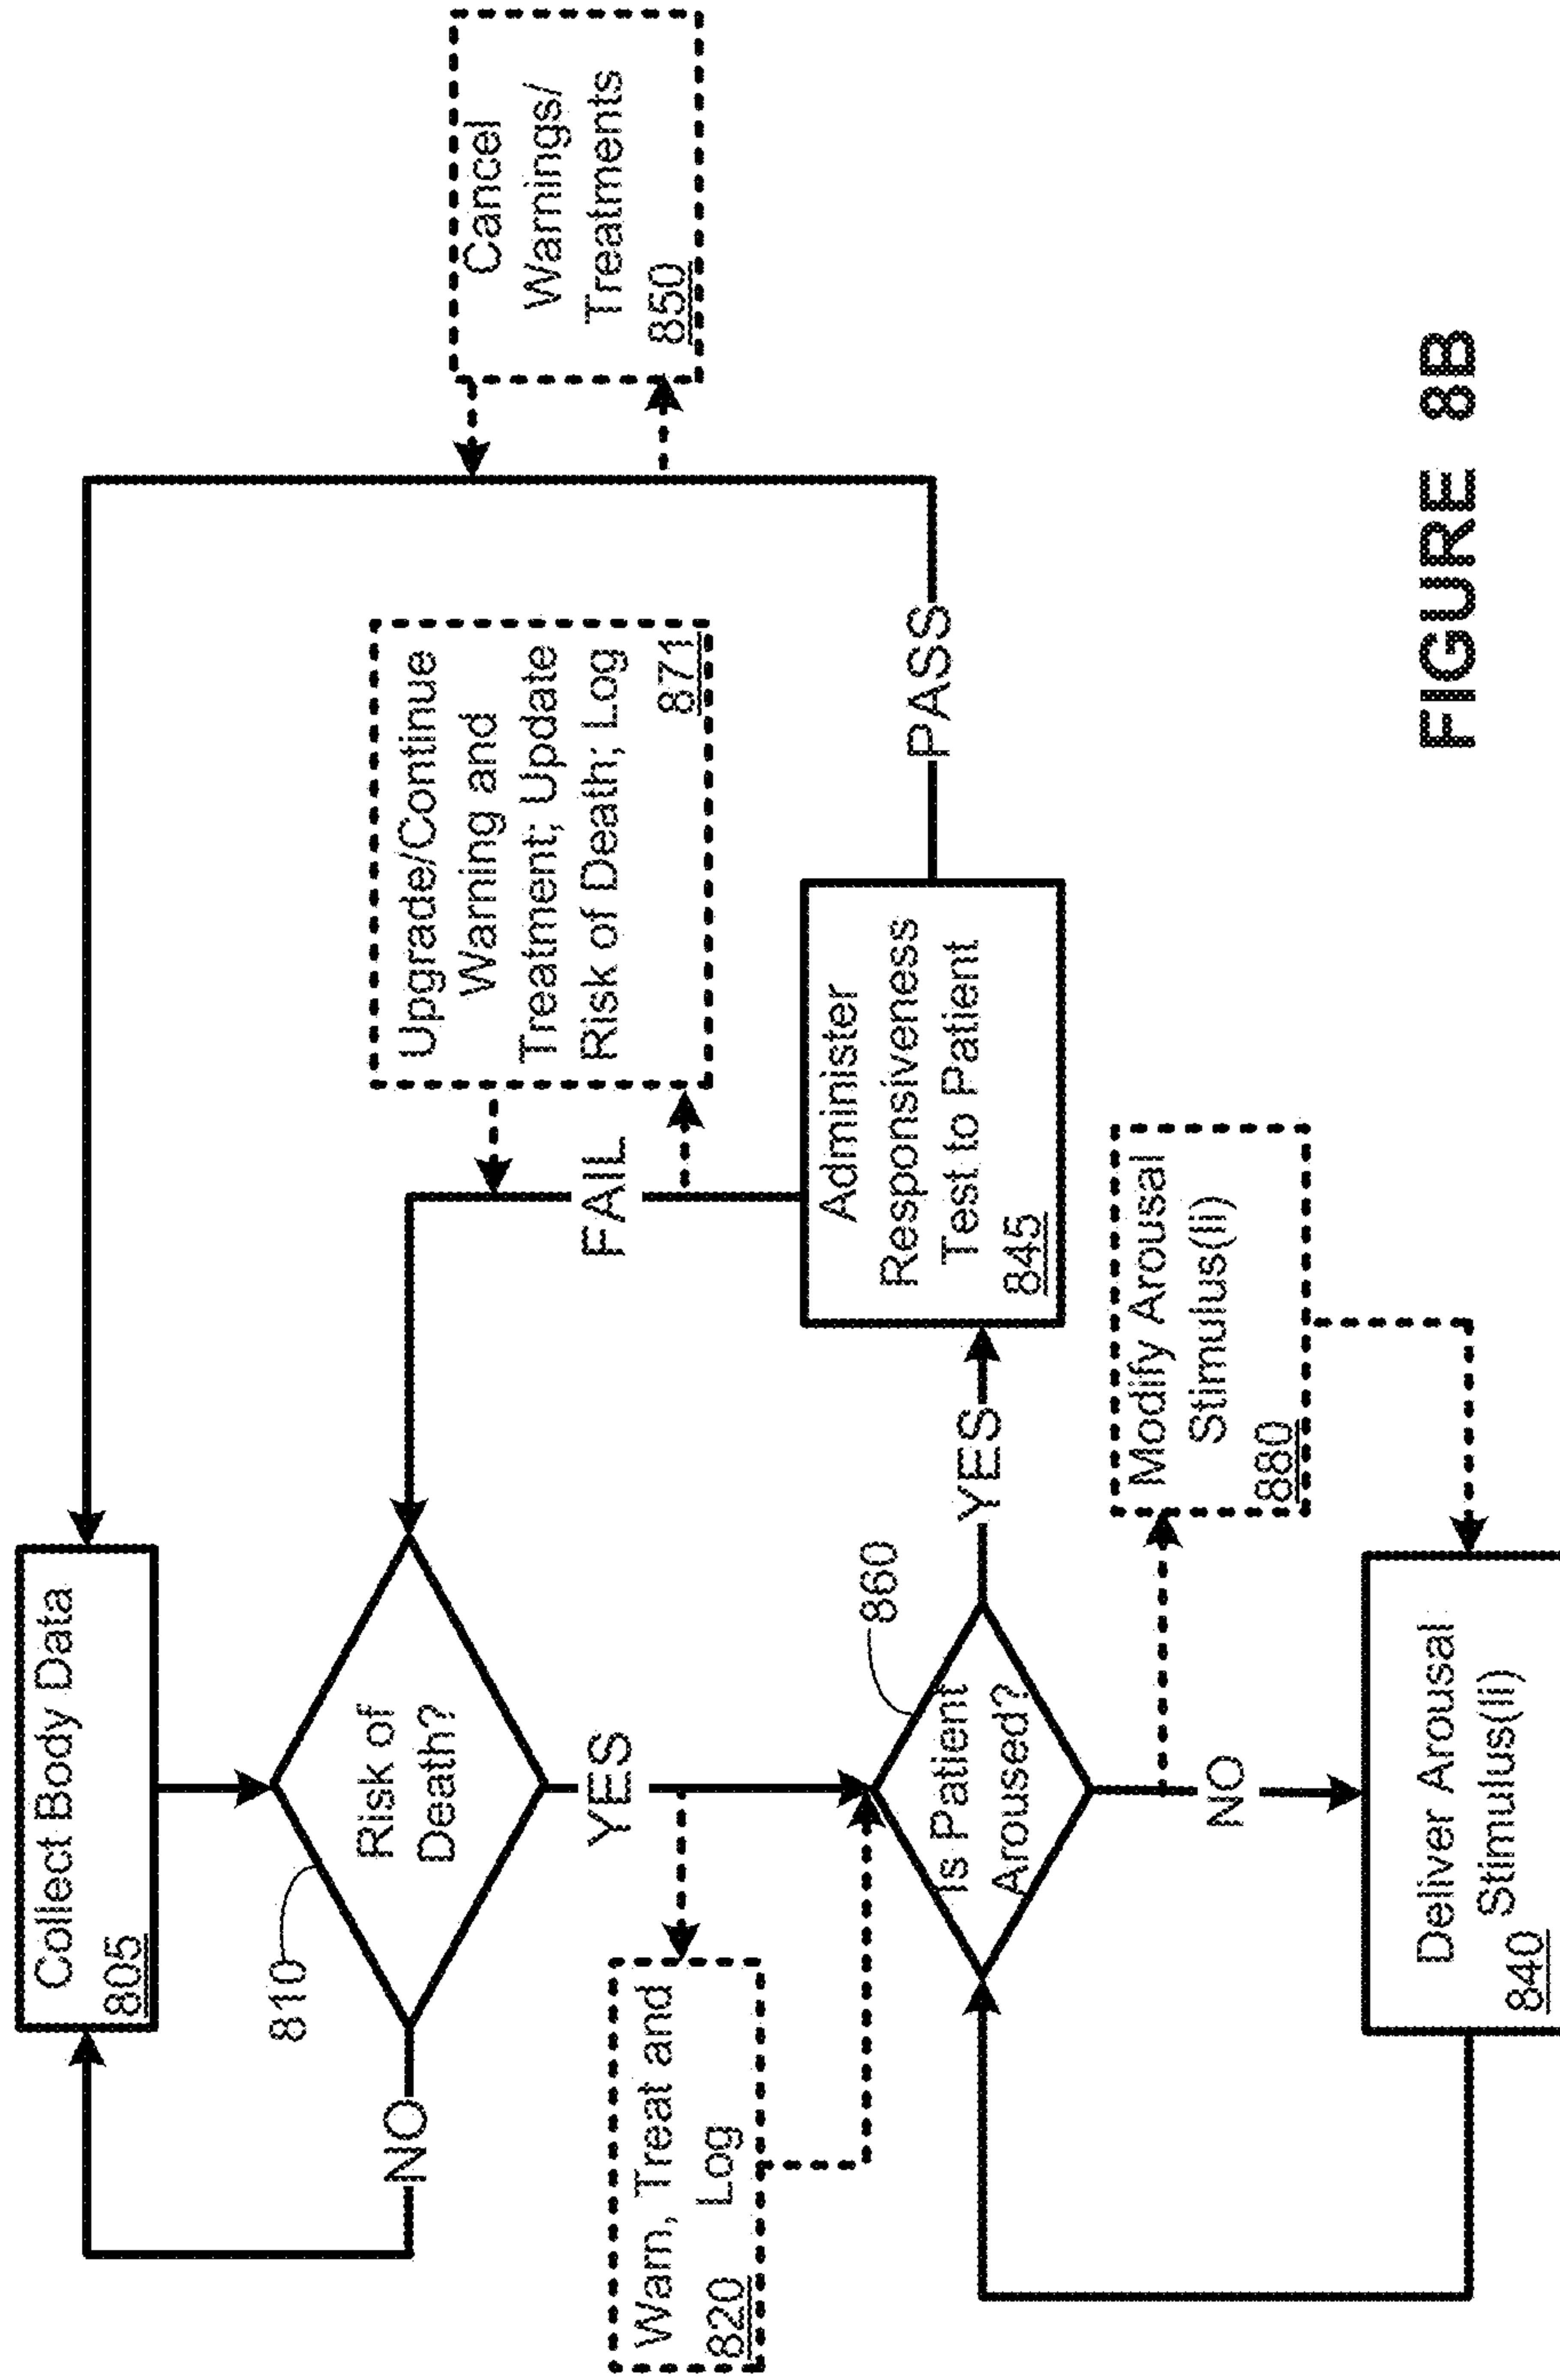 Collect Body Data
805
810
Risk of
Death?
NO
YES
Warn, Treat and
820 Log
860
Is Patient
Aroused?
YES
NO
Deliver Arousal
Stimulus(li)
840
Modify Arousal
Stimulus(li)
880
Administer
Responsiveness
Test to Patient
845
FAIL
Upgrade/Continue
Warning and
Treatment; Update
Risk of Death; Log
871
PASS
Cancel
Warnings/
Treatments
850
FIGURE 8B